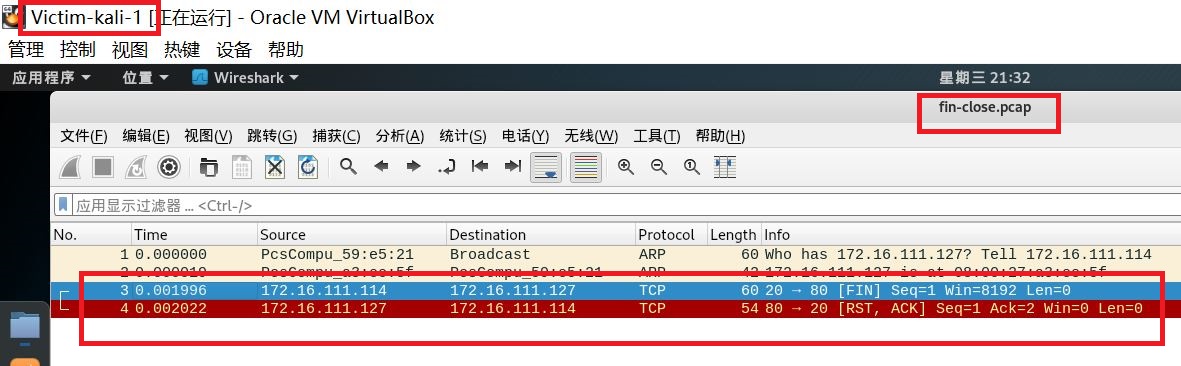 Victim-kali-1 [正在运行] - Oracle VM VirtualBox
管理 控制 视图 热键 设备 帮助
应用程序 位置 Wireshark 星期三 21:32
fin-close.pcap
文件(F) 编辑(E) 视图(V) 跳转(G) 捕获(C) 分析(A) 统计(S) 电话(Y) 无线(W) 工具(T) 帮助(H)
应用显示过滤器 … <Ctrl-/>
No. Time Source Destination Protocol Length Info
1 0.000000 PcsCompu_59:e5:21 Broadcast ARP 60 Who has 172.16.111.127? Tell 172.16.111.114
2 0.000019 PcsCompu_a3:ee:5f PcsCompu_59:e5:21 ARP 42 172.16.111.127 is at 08:00:27:a3:ee:5f
3 0.001996 172.16.111.114 172.16.111.127 TCP 60 20 → 80 [FIN] Seq=1 Win=8192 Len=0
4 0.002022 172.16.111.127 172.16.111.114 TCP 54 80 → 20 [RST, ACK] Seq=1 Ack=2 Win=0 Len=0